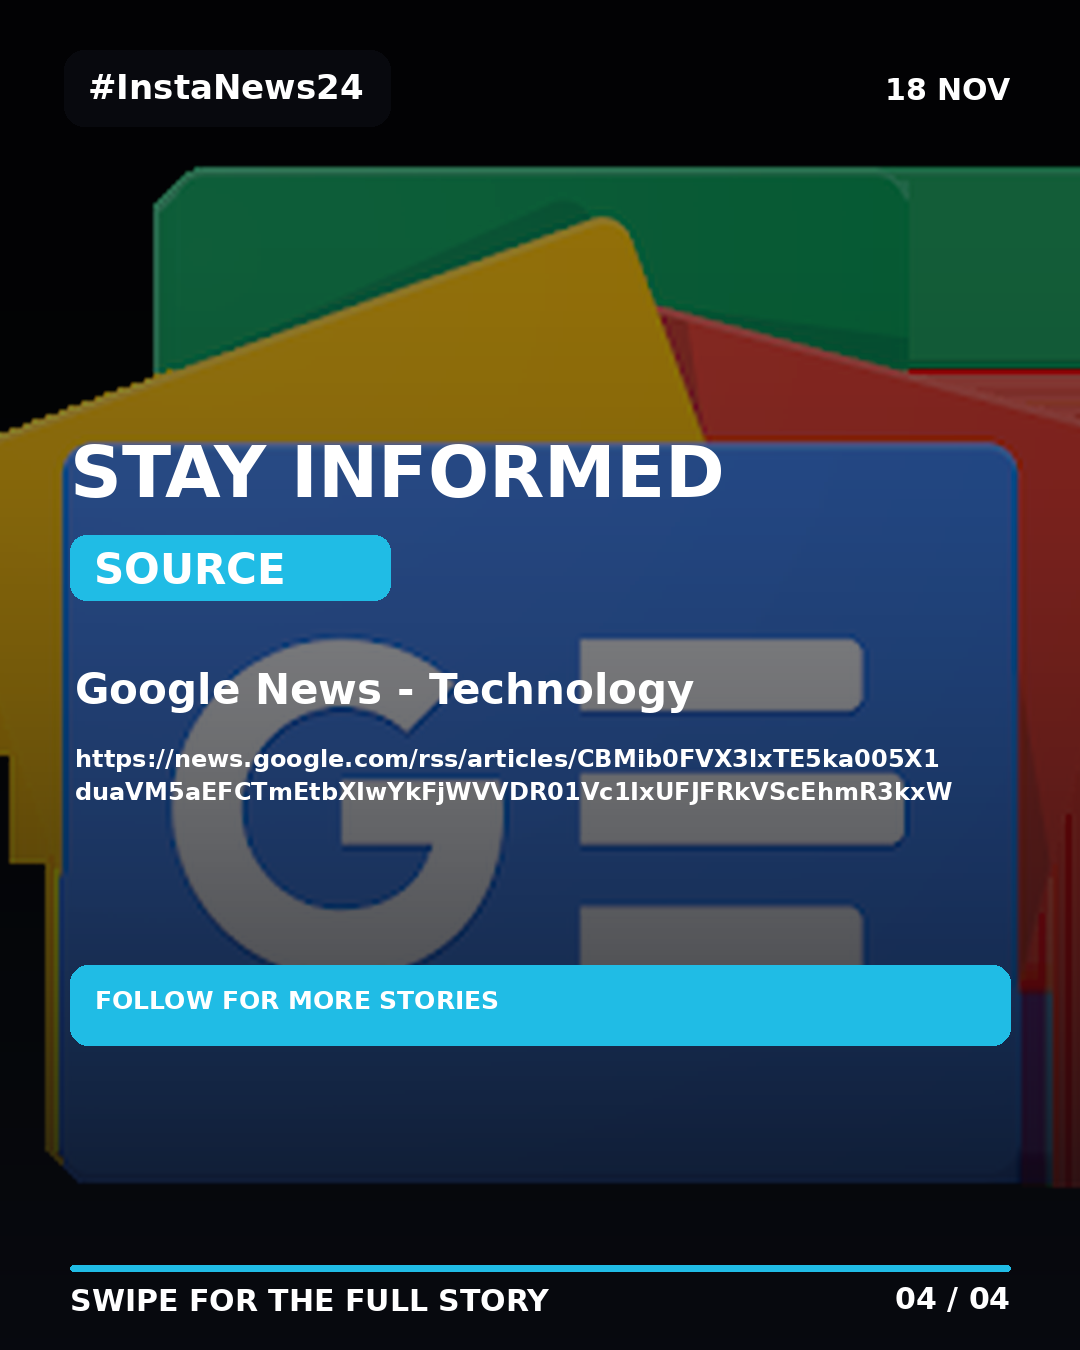 #InstaNews24
18 NOV
STAY INFORMED
SOURCE
Google News - Technology
https://news.google.com/rss/articles/CBMib0FVX3lxTE5ka005X1
duaVM5aEFCTmEtbXlwYkFjWVVDR01Vc1lxUFJFRkVScEhmR3kxW
FOLLOW FOR MORE STORIES
SWIPE FOR THE FULL STORY
04 / 04